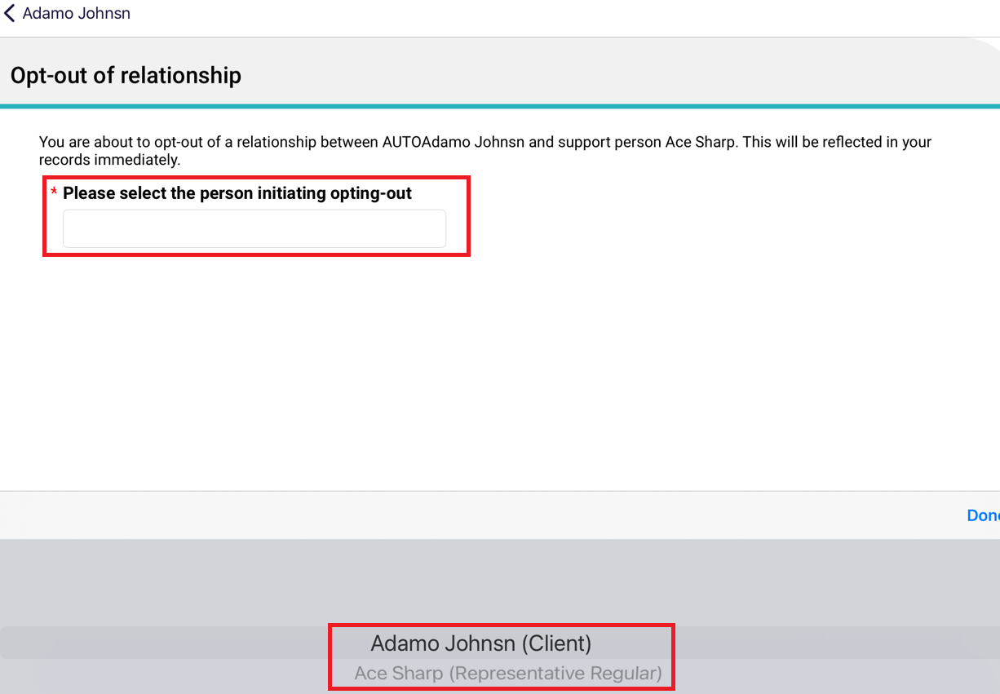 Adamo Johnsn
Opt-out of relationship
You are about to opt-out of a relationship between AUTOAdamo Johnsn and support person Ace Sharp. This will be reflected in your
records immediately.
* Please select the person initiating opting-out
Done
Adamo Johnsn (Client)
Ace Sharp (Representative Regular)